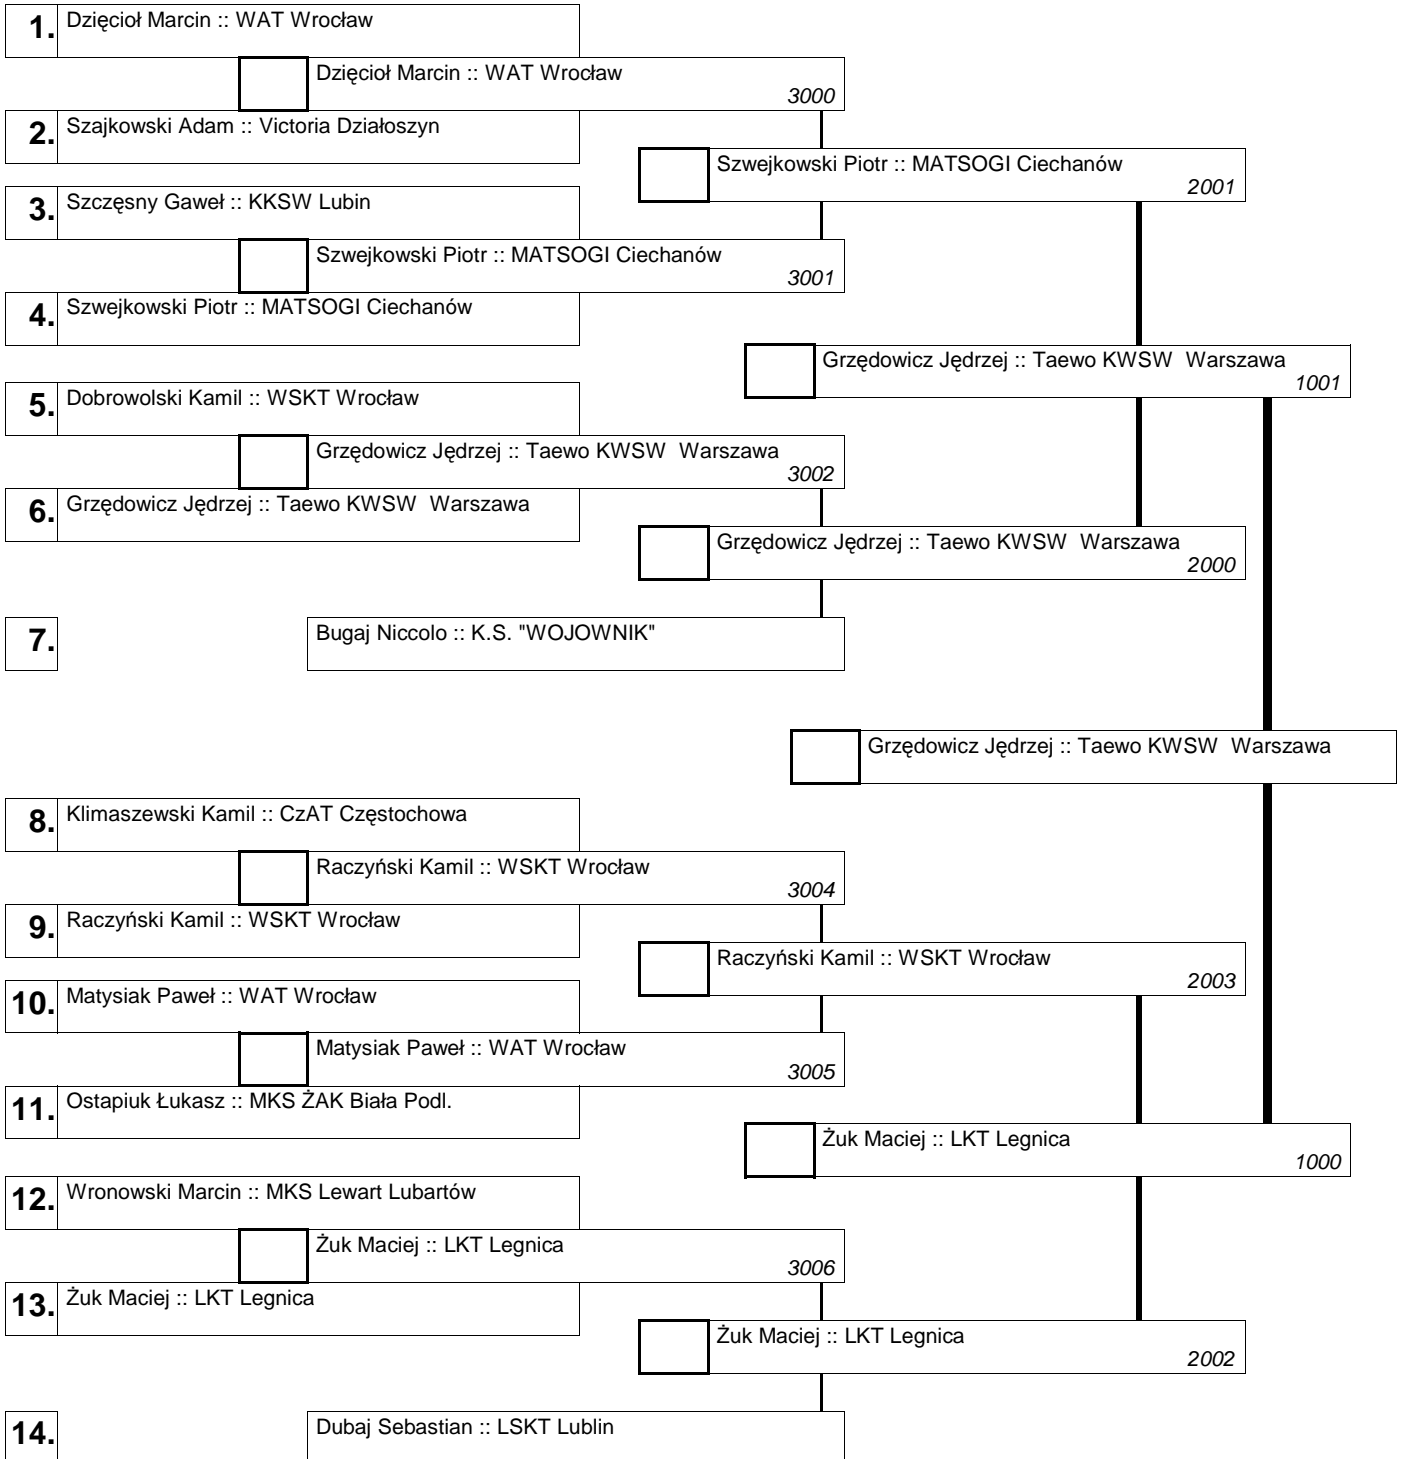 1. Dzięcioł Marcin :: WAT Wrocław
Dzięcioł Marcin :: WAT Wrocław
3000
2. Szajkowski Adam :: Victoria Działoszyn
Szwejkowski Piotr :: MATSOGI Ciechanów
2001
3. Szczęsny Gaweł :: KKSW Lubin
Szwejkowski Piotr :: MATSOGI Ciechanów
3001
4. Szwejkowski Piotr :: MATSOGI Ciechanów
Grzędowicz Jędrzej :: Taewo KWSW  Warszawa
1001
5. Dobrowolski Kamil :: WSKT Wrocław
Grzędowicz Jędrzej :: Taewo KWSW  Warszawa
3002
6. Grzędowicz Jędrzej :: Taewo KWSW  Warszawa
Grzędowicz Jędrzej :: Taewo KWSW  Warszawa
2000
7. Bugaj Niccolo :: K.S. "WOJOWNIK"
Grzędowicz Jędrzej :: Taewo KWSW  Warszawa
8. Klimaszewski Kamil :: CzAT Częstochowa
Raczyński Kamil :: WSKT Wrocław
3004
9. Raczyński Kamil :: WSKT Wrocław
Raczyński Kamil :: WSKT Wrocław
2003
10. Matysiak Paweł :: WAT Wrocław
Matysiak Paweł :: WAT Wrocław
3005
11. Ostapiuk Łukasz :: MKS ŻAK Biała Podl.
Żuk Maciej :: LKT Legnica
1000
12. Wronowski Marcin :: MKS Lewart Lubartów
Żuk Maciej :: LKT Legnica
3006
13. Żuk Maciej :: LKT Legnica
Żuk Maciej :: LKT Legnica
2002
14. Dubaj Sebastian :: LSKT Lublin